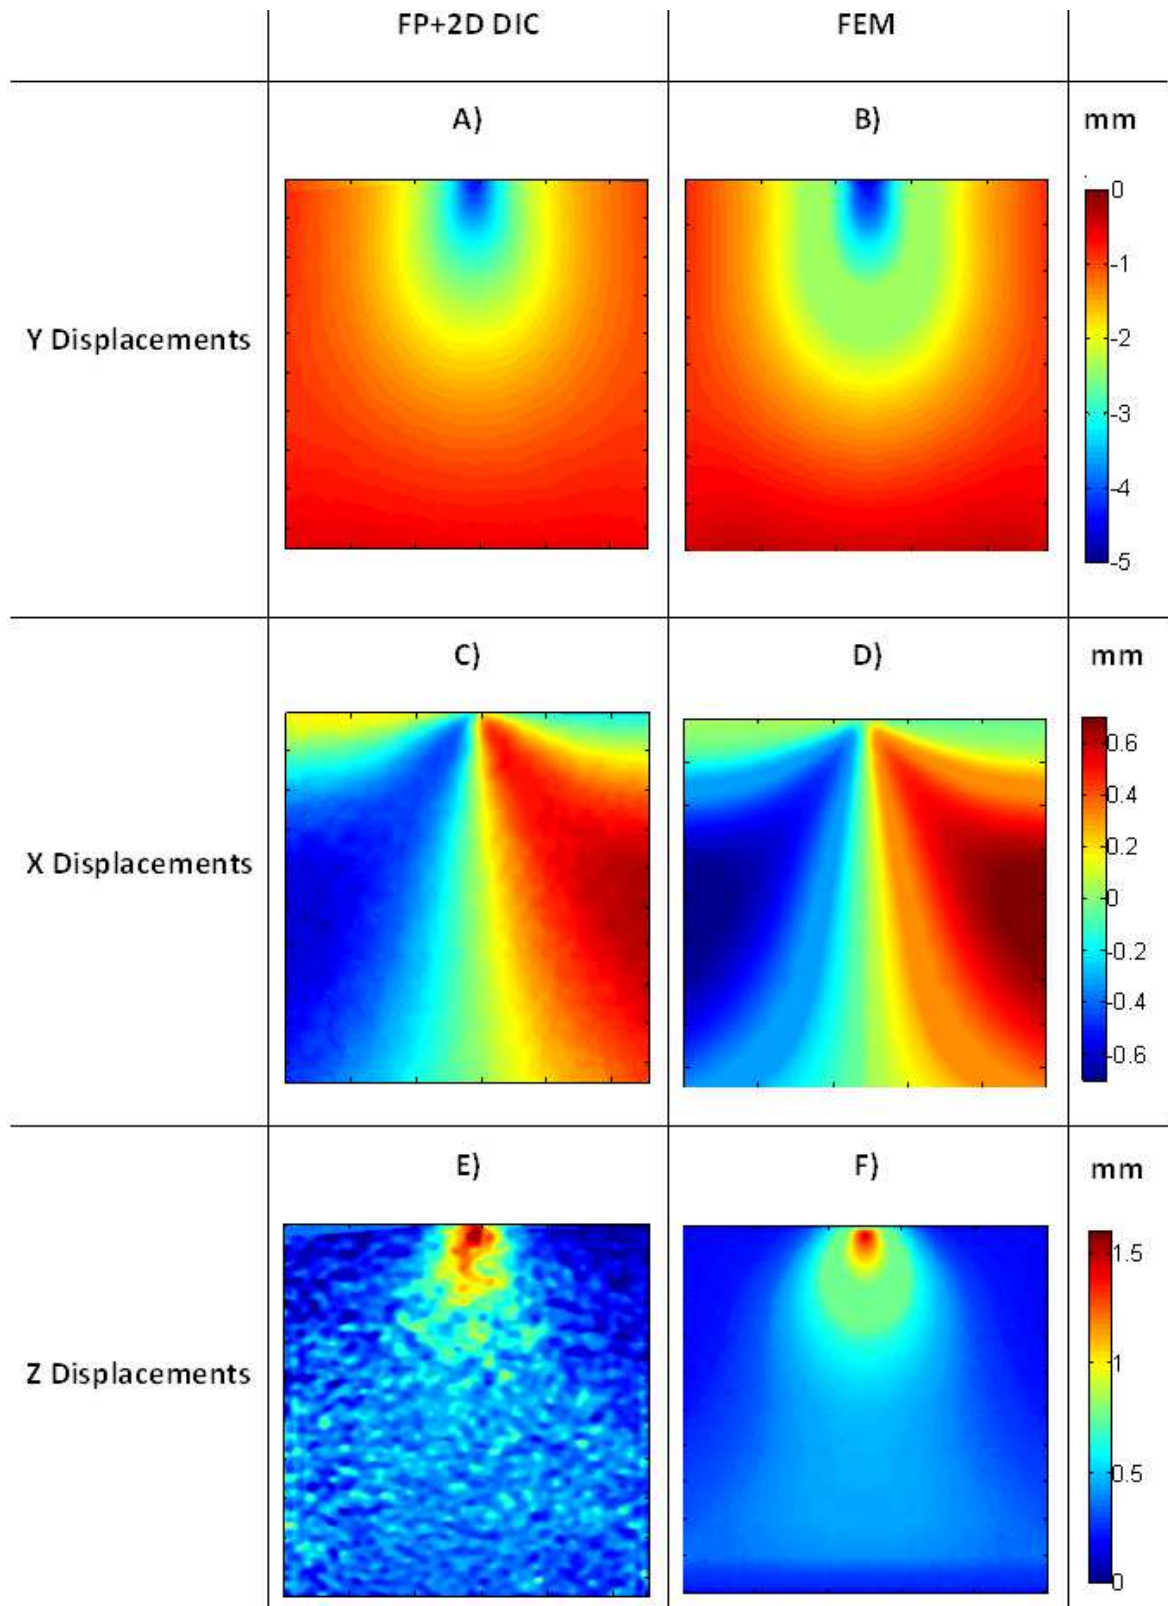 FP+2D DIC
FEM
A)
B)
mm
Y Displacements
0
-1
-2
-3
-4
-5
C)
D)
mm
X Displacements
0.6
0.4
0.2
0
-0.2
-0.4
-0.6
E)
F)
mm
Z Displacements
1.5
1
0.5
0